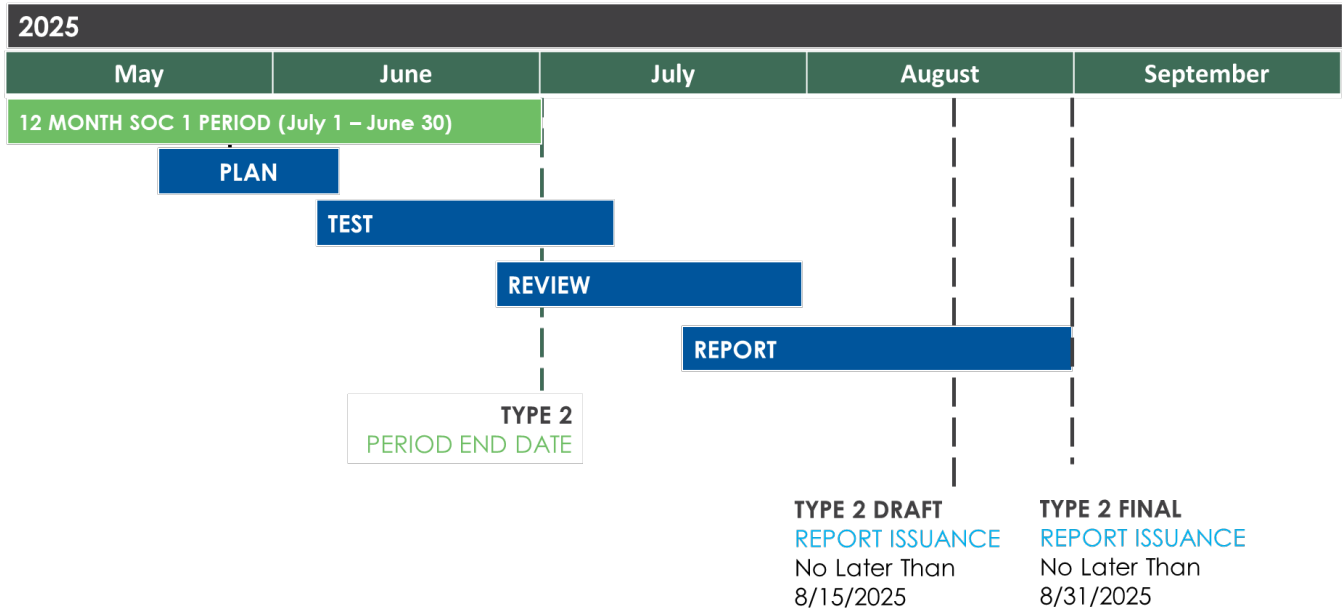 2025
May June July August September
12 MONTH SOC 1 PERIOD (July 1 – June 30)
PLAN
TEST
REVIEW
REPORT
TYPE 2
PERIOD END DATE
TYPE 2 DRAFT
REPORT ISSUANCE
No Later Than
8/15/2025
TYPE 2 FINAL
REPORT ISSUANCE
No Later Than
8/31/2025